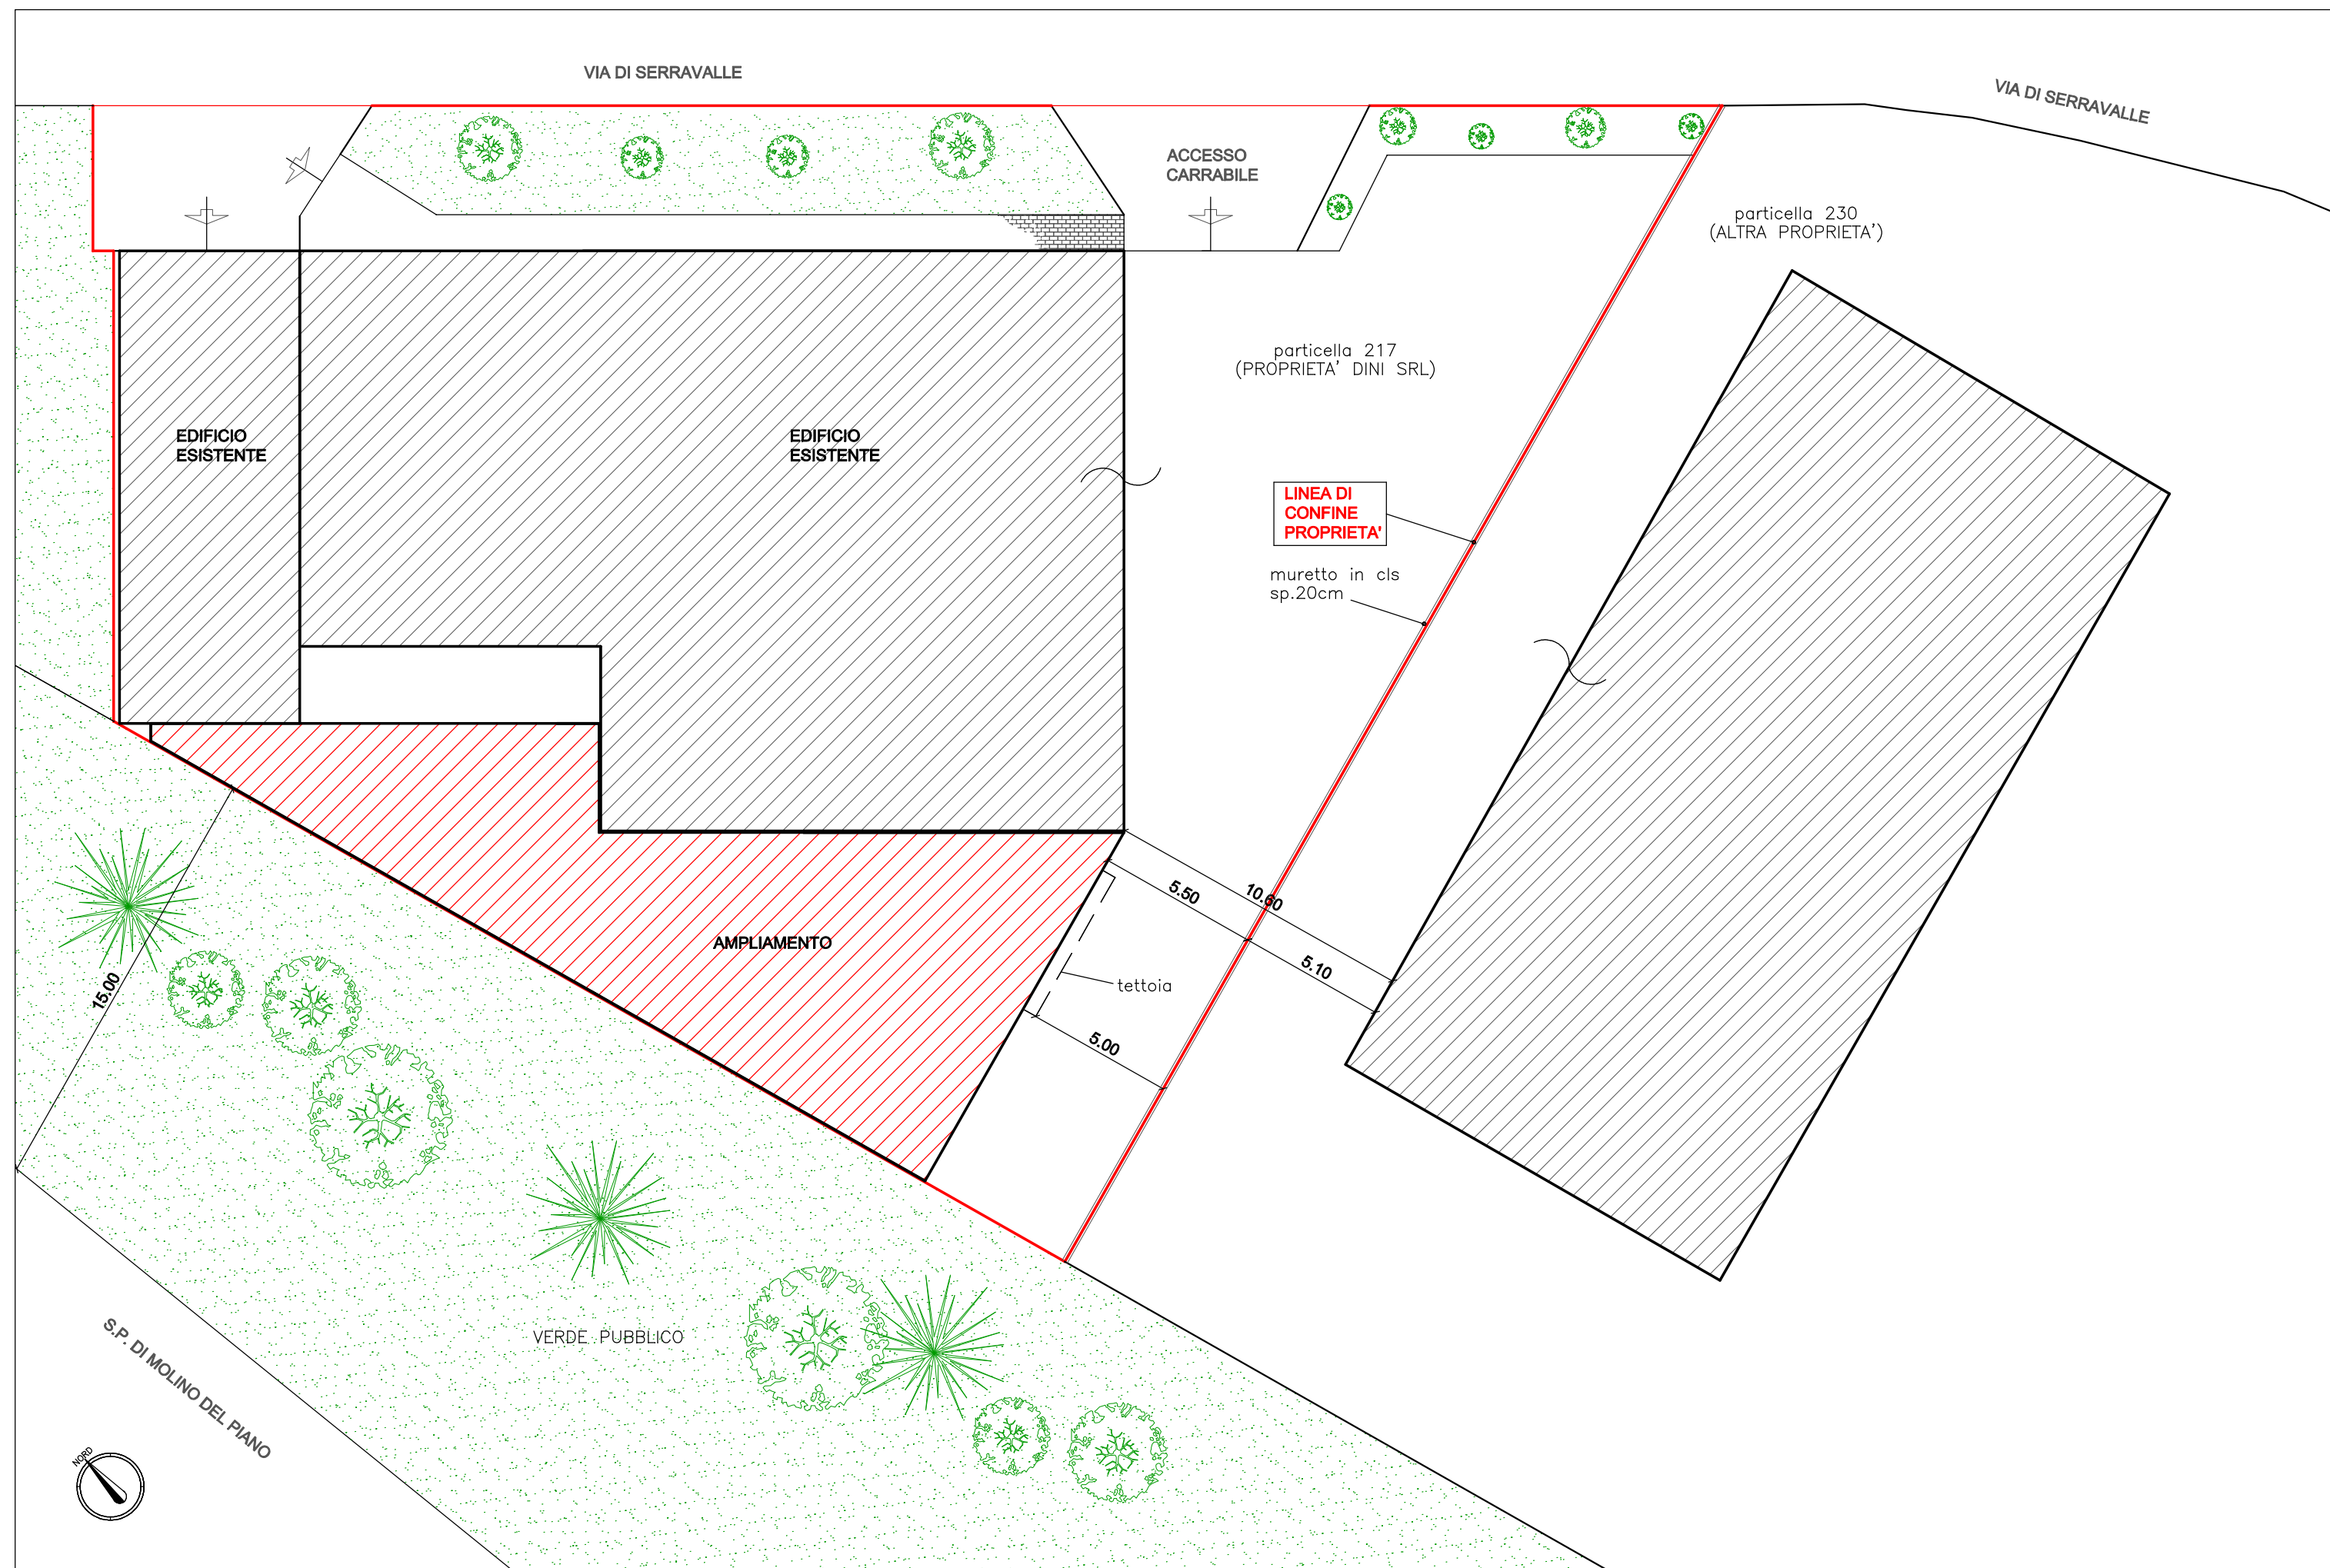 VIA DI SERRAVALLE
VIA DI SERRAVALLE
ACCESSO
CARRABILE
particella 230
(ALTRA PROPRIETA')
particella 217
(PROPRIETA' DINI SRL)
EDIFICIO
ESISTENTE
EDIFICIO
ESISTENTE
LINEA DI
CONFINE
PROPRIETA'
muretto in cls
sp.20cm
5.50
10.60
5.10
AMPLIAMENTO
tettoia
5.00
15.00
VERDE PUBBLICO
S.P. DI MOLINO DEL PIANO
NORD